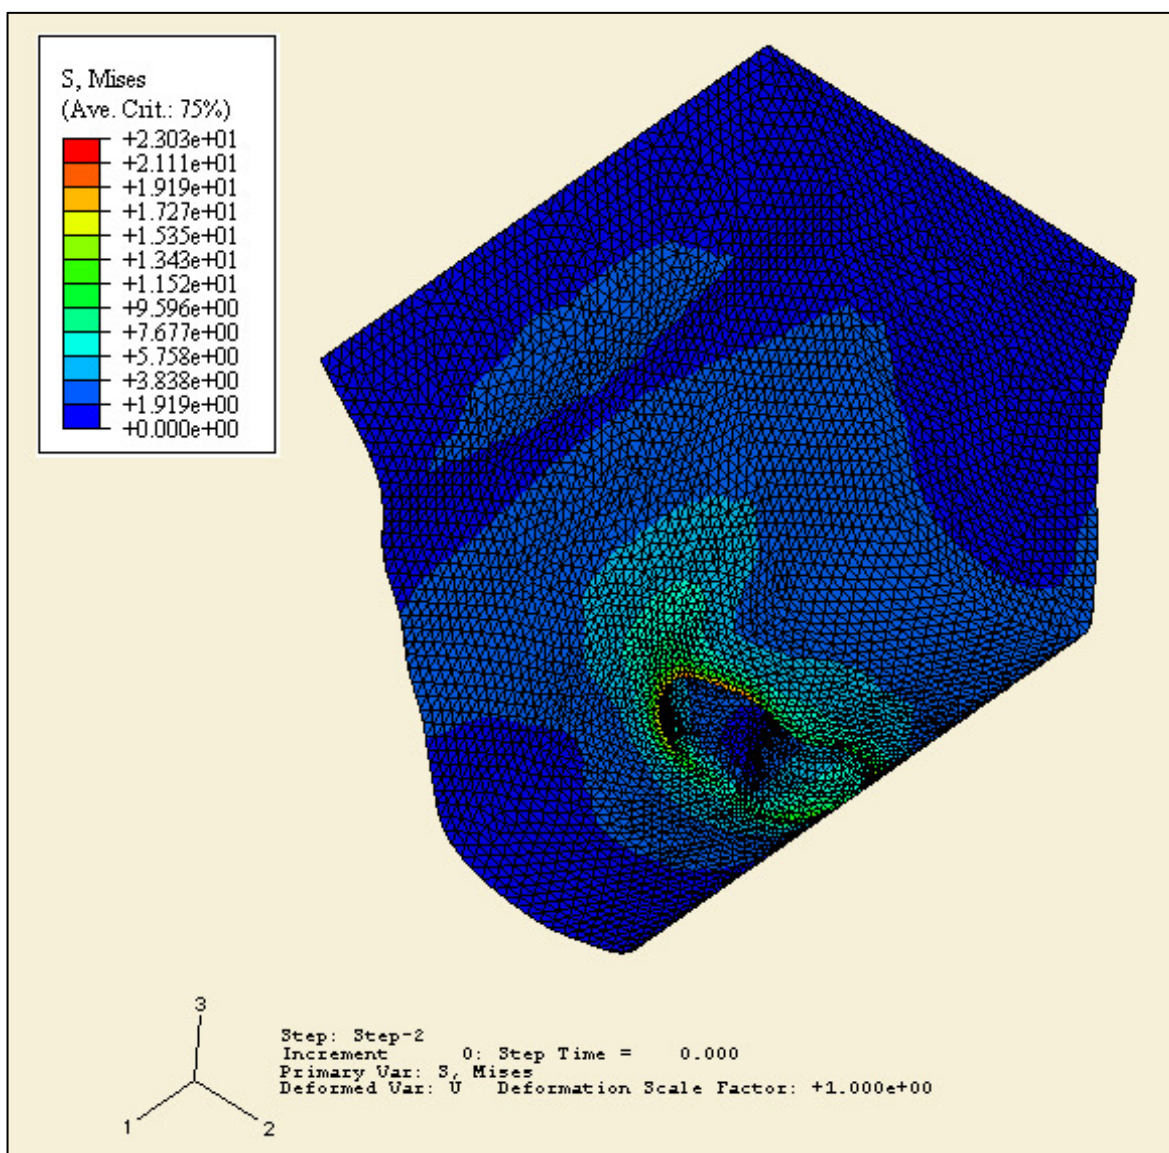 S, Mises
(Ave. Crit.: 75%)
+2.303e+01
+2.111e+01
+1.919e+01
+1.727e+01
+1.535e+01
+1.343e+01
+1.152e+01
+9.596e+00
+7.677e+00
+5.758e+00
+3.838e+00
+1.919e+00
+0.000e+00
3
1
2
Step: Step-2
Increment 0: Step Time = 0.000
Primary Var: S, Mises
Deformed Var: U Deformation Scale Factor: +1.000e+00